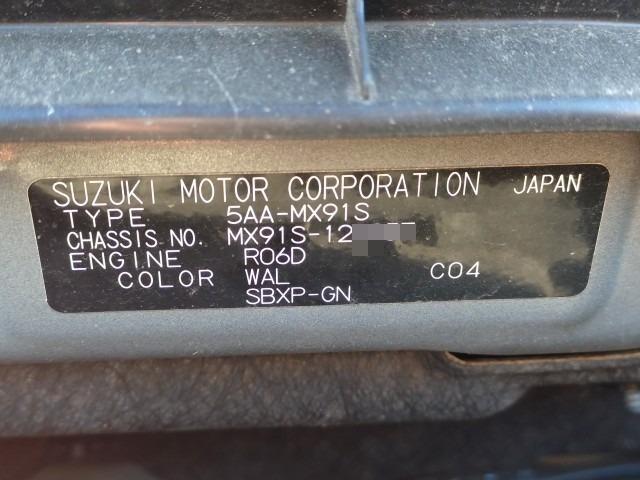 SUZUKI MOTOR CORPORATION JAPAN
TYPE 5AA-MX91S
CHASSIS NO. MX91S-12
ENGINE R06D
COLOR WAL C04
SBXP-GN